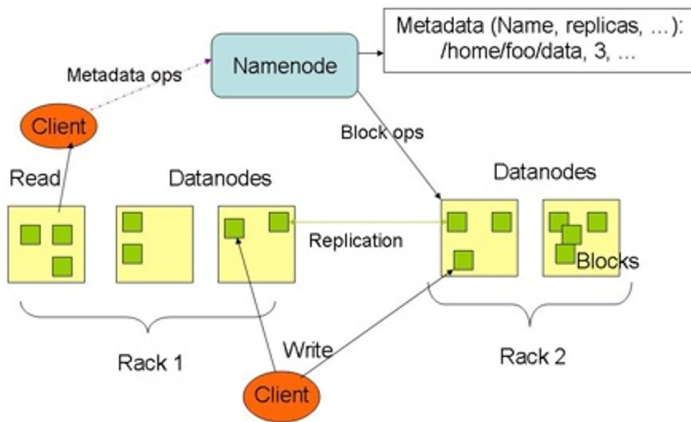 Metadata (Name, replicas, ...):
/home/foo/data, 3, ...
Namenode
Metadata ops
Client
Block ops
Read
Datanodes
Datanodes
Replication
Blocks
Rack 1
Write
Rack 2
Client